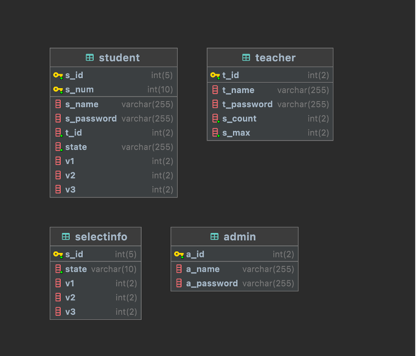 student
s_id int(5)
s_num int(10)
s_name varchar(255)
s_password varchar(255)
t_id int(2)
state varchar(255)
v1 int(2)
v2 int(2)
v3 int(2)
teacher
t_id int(2)
t_name varchar(255)
t_password varchar(255)
s_count int(2)
s_max int(2)
selectinfo
s_id int(5)
state varchar(10)
v1 int(2)
v2 int(2)
v3 int(2)
admin
a_id int(2)
a_name varchar(255)
a_password varchar(255)